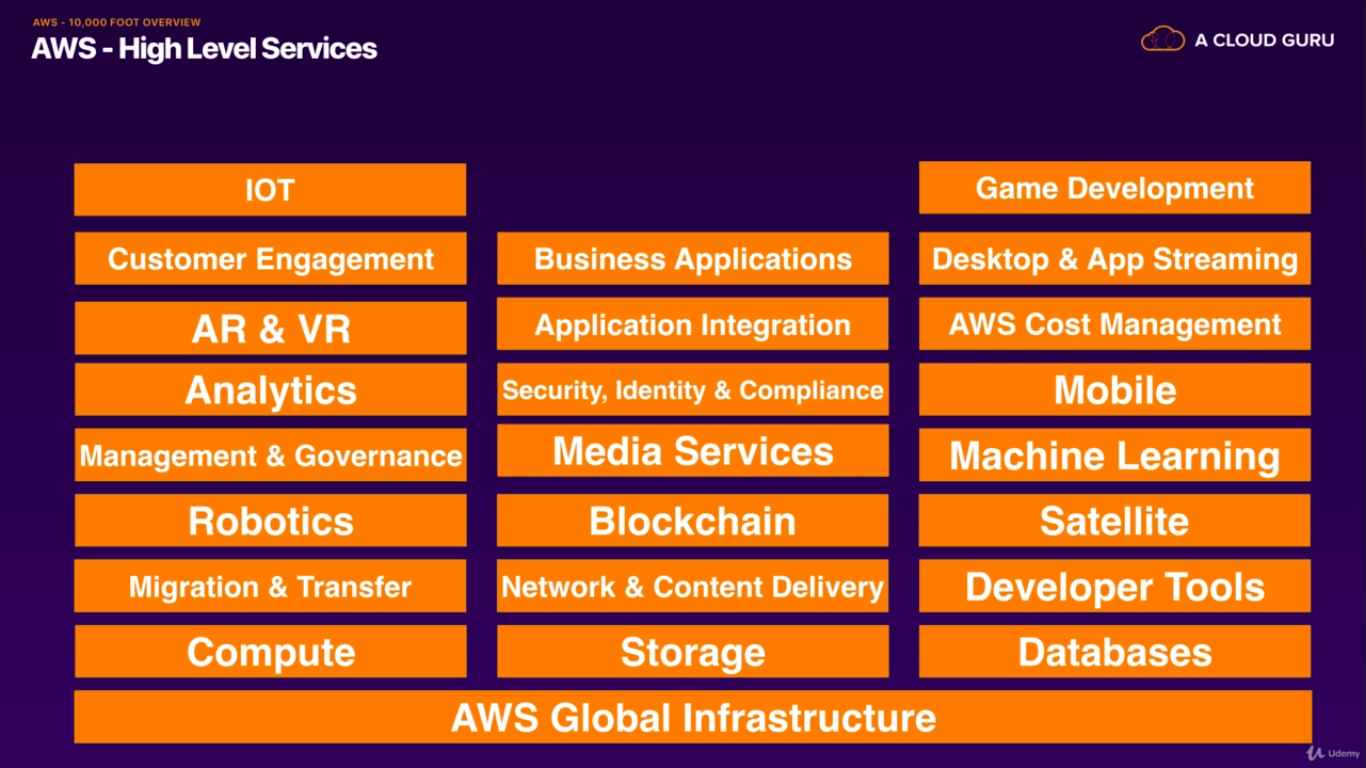 AWS - 10,000 FOOT OVERVIEW
AWS - High Level Services
A CLOUD GURU
IOT
Game Development
Customer Engagement
Business Applications
Desktop & App Streaming
AR & VR
Application Integration
AWS Cost Management
Analytics
Security, Identity & Compliance
Mobile
Management & Governance
Media Services
Machine Learning
Robotics
Blockchain
Satellite
Migration & Transfer
Network & Content Delivery
Developer Tools
Compute
Storage
Databases
AWS Global Infrastructure
Udemy